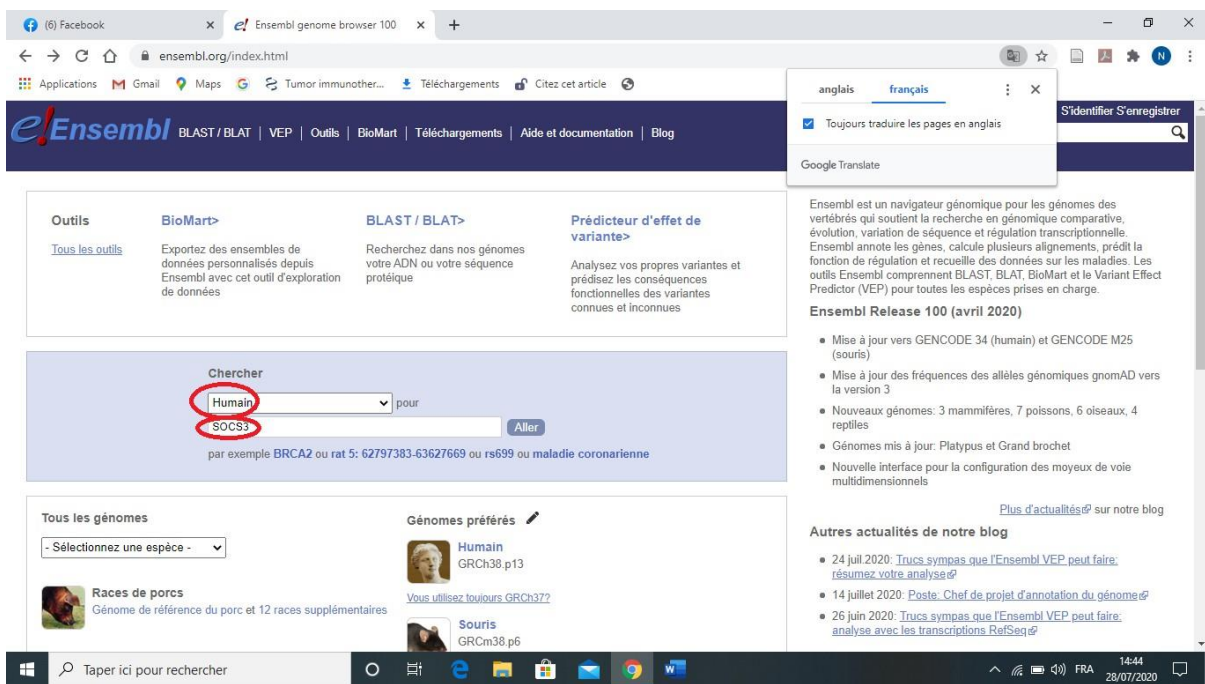 (6) Facebook
Ensembl genome browser 100
ensembl.org/index.html
Applications
Gmail
Maps
Tumor immunother...
Téléchargements
Citez cet article
N
anglais
français
Toujours traduire les pages en anglais
Google Translate
e!Ensembl
BLAST / BLAT | VEP | Outils | BioMart | Téléchargements | Aide et documentation | Blog
S'identifier S'enregistrer
Outils
Tous les outils
BioMart>
Exportez des ensembles de
données personnalisés depuis
Ensembl avec cet outil d'exploration
de données
BLAST / BLAT>
Recherchez dans nos génomes
votre ADN ou votre séquence
protéique
Prédicteur d'effet de
variante>
Analysez vos propres variantes et
prédisez les conséquences
fonctionnelles des variantes
connues et inconnues
Chercher
Humain
pour
SOCS3
Aller
par exemple BRCA2 ou rat 5: 62797383-63627669 ou rs699 ou maladie coronarienne
Tous les génomes
- Sélectionnez une espèce -
Races de porcs
Génome de référence du porc et 12 races supplémentaires
Génomes préférés
Humain
GRCh38.p13
Vous utilisez toujours GRCh37?
Souris
GRCm38.p6
Ensembl est un navigateur génomique pour les génomes des
vertébrés qui soutient la recherche en génomique comparative,
évolution, variation de séquence et régulation transcriptionnelle.
Ensembl annote les gènes, calcule plusieurs alignements, prédit la
fonction de régulation et recueille des données sur les maladies. Les
outils Ensembl comprennent BLAST, BLAT, BioMart et le Variant Effect
Predictor (VEP) pour toutes les espèces prises en charge.
Ensembl Release 100 (avril 2020)
Mise à jour vers GENCODE 34 (humain) et GENCODE M25
(souris)
Mise à jour des fréquences des allèles génomiques gnomAD vers
la version 3
Nouveaux génomes: 3 mammifères, 7 poissons, 6 oiseaux, 4
reptiles
Génomes mis à jour: Platypus et Grand brochet
Nouvelle interface pour la configuration des moyeux de voie
multidimensionnels
Plus d'actualités sur notre blog
Autres actualités de notre blog
24 juil.2020: Trucs sympas que l'Ensembl VEP peut faire:
résumez votre analyse
14 juillet 2020: Poste: Chef de projet d'annotation du génome
26 juin 2020: Trucs sympas que l'Ensembl VEP peut faire:
analyse avec les transcriptions RefSeq
Taper ici pour rechercher
FRA
14:44
28/07/2020